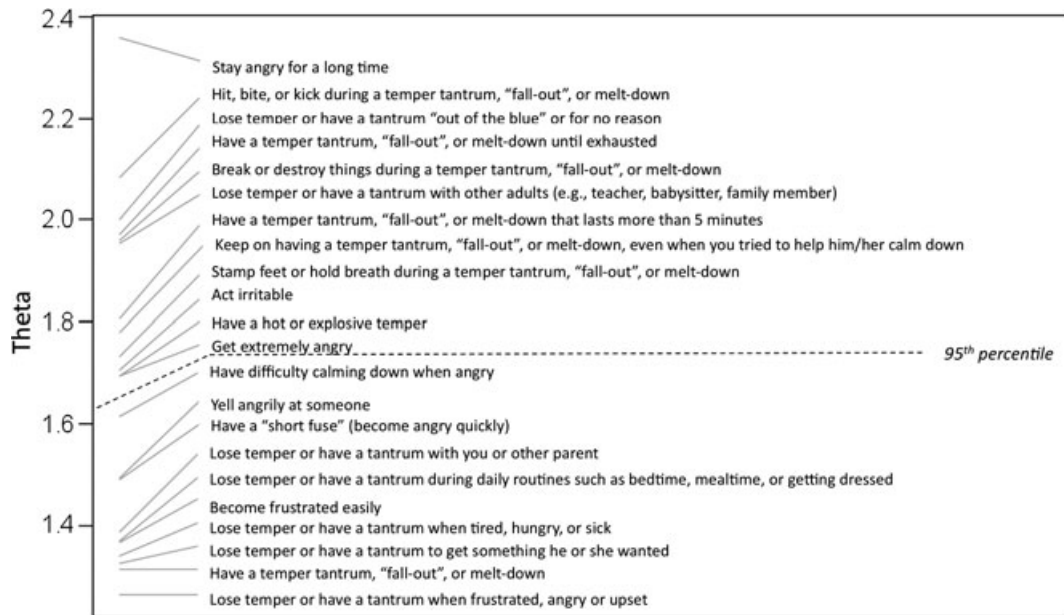 2.4
Stay angry for a long time
Hit, bite, or kick during a temper tantrum, “fall-out”, or melt-down
2.2
Lose temper or have a tantrum “out of the blue” or for no reason
Have a temper tantrum, “fall-out”, or melt-down until exhausted
Break or destroy things during a temper tantrum, “fall-out”, or melt-down
Lose temper or have a tantrum with other adults (e.g., teacher, babysitter, family member)
2.0
Have a temper tantrum, “fall-out”, or melt-down that lasts more than 5 minutes
Keep on having a temper tantrum, “fall-out”, or melt-down, even when you tried to help him/her calm down
Stamp feet or hold breath during a temper tantrum, “fall-out”, or melt-down
Act irritable
Theta
1.8
Have a hot or explosive temper
Get extremely angry
95th percentile
Have difficulty calming down when angry
Yell angrily at someone
1.6
Have a “short fuse” (become angry quickly)
Lose temper or have a tantrum with you or other parent
Lose temper or have a tantrum during daily routines such as bedtime, mealtime, or getting dressed
Become frustrated easily
1.4
Lose temper or have a tantrum when tired, hungry, or sick
Lose temper or have a tantrum to get something he or she wanted
Have a temper tantrum, “fall-out”, or melt-down
Lose temper or have a tantrum when frustrated, angry or upset